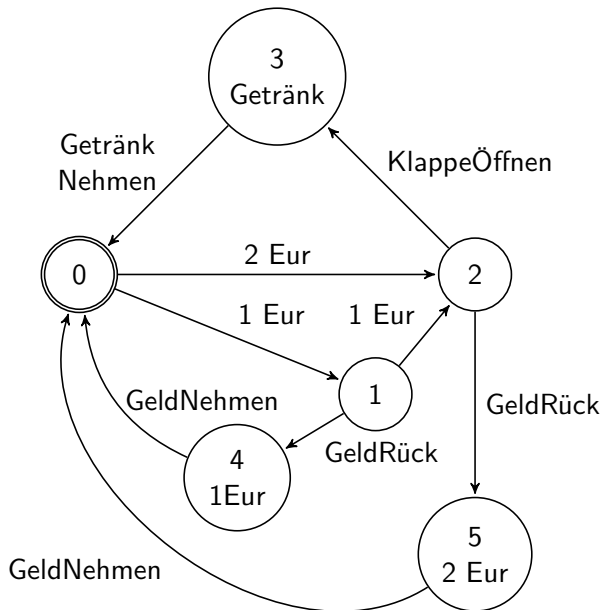 3
Getränk
Getränk
Nehmen
KlappeÖffnen
0
2 Eur
2
1 Eur
1 Eur
1
GeldNehmen
GeldRück
GeldRück
4
1Eur
5
2 Eur
GeldNehmen